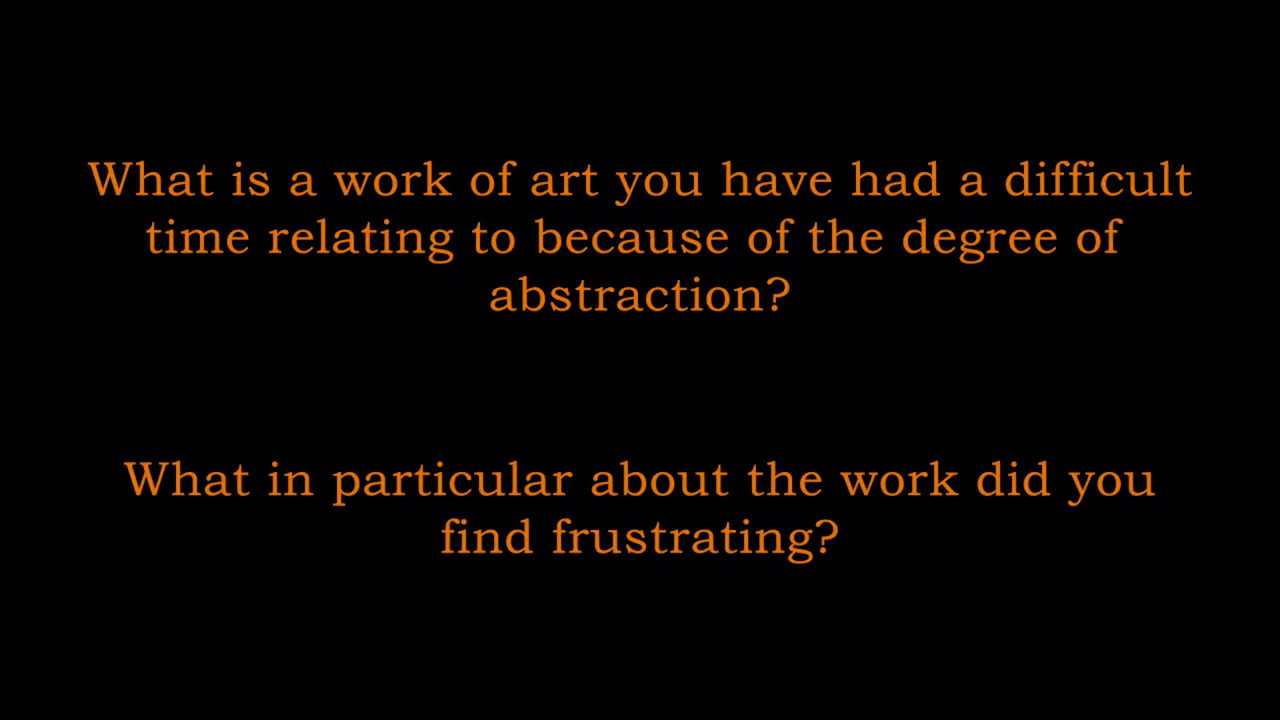 What is a work of art you have had a difficult
time relating to because of the degree of
abstraction?
What in particular about the work did you
find frustrating?